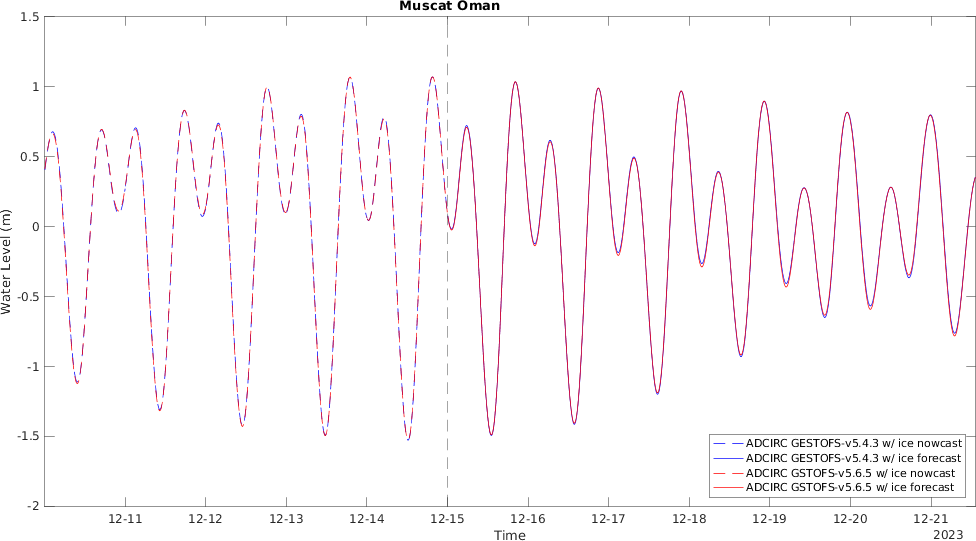 Muscat Oman
1.5
1
0.5
0
-0.5
-1
-1.5
-2
Water Level (m)
12-11 12-12 12-13 12-14 12-15 12-16 12-17 12-18 12-19 12-20 12-21
Time
2023
ADCIRC GESTOFS-v5.4.3 w/ ice nowcast
ADCIRC GESTOFS-v5.4.3 w/ ice forecast
ADCIRC GSTOFS-v5.6.5 w/ ice nowcast
ADCIRC GSTOFS-v5.6.5 w/ ice forecast